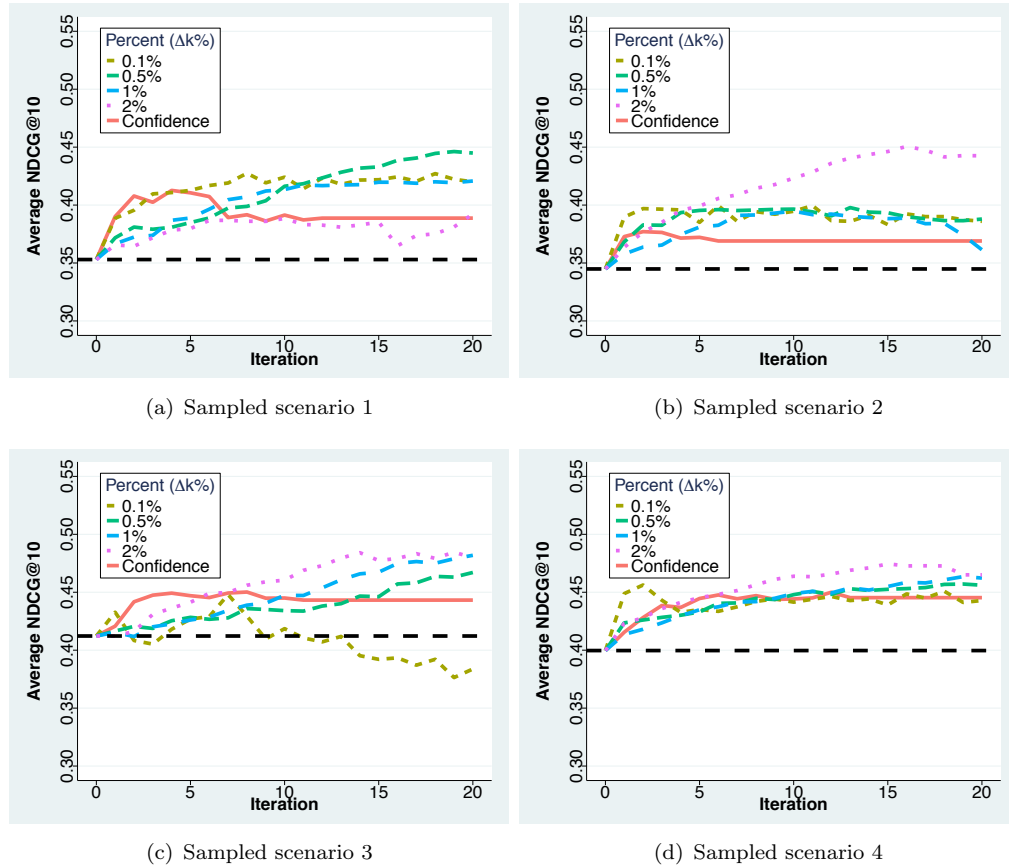 Average NDCG@10
0.55
0.50
0.45
0.40
0.35
0.30
Percent (Δk%)
0.1%
0.5%
1%
2%
Confidence
0 5 10 15 20
Iteration
(a) Sampled scenario 1
Average NDCG@10
0.55
0.50
0.45
0.40
0.35
0.30
Percent (Δk%)
0.1%
0.5%
1%
2%
Confidence
0 5 10 15 20
Iteration
(b) Sampled scenario 2
Average NDCG@10
0.55
0.50
0.45
0.40
0.35
0.30
Percent (Δk%)
0.1%
0.5%
1%
2%
Confidence
0 5 10 15 20
Iteration
(c) Sampled scenario 3
Average NDCG@10
0.55
0.50
0.45
0.40
0.35
0.30
Percent (Δk%)
0.1%
0.5%
1%
2%
Confidence
0 5 10 15 20
Iteration
(d) Sampled scenario 4